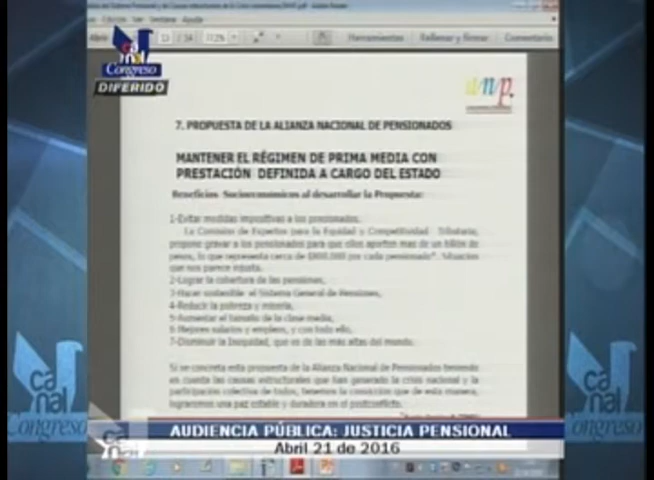 Edición Ver Ventana Ayuda
Abrir 13 / 14 112% Herramientas Rellenar y firmar Comentario
canal
Congreso
DIFERIDO
a/n/p.
7. PROPUESTA DE LA ALIANZA NACIONAL DE PENSIONADOS
MANTENER EL RÉGIMEN DE PRIMA MEDIA CON
PRESTACIÓN DEFINIDA A CARGO DEL ESTADO
Beneficios Socioeconómicos al desarrollar la Propuesta:
1-Evitar medidas impositivas a los pensionados.
La Comisión de Expertos para la Equidad y Competitividad Tributaria,
propone gravar a los pensionados para que ellos aporten mas de un billón de
pesos, lo que representa cerca de $800.000 por cada pensionado". Situación
que nos parece injusta.
2-Lograr la cobertura de las pensiones,
3-Hacer sostenible el Sistema General de Pensiones,
4-Reducir la pobreza y miseria,
5-Aumentar el tamaño de la clase media,
6-Mejores salarios y empleos, y con todo ello,
7-Disminuir la Inequidad, que es de las más altas del mundo.
Si se concreta esta propuesta de la Alianza Nacional de Pensionados teniendo
en cuenta las causas estructurales que han generado la crisis nacional y la
participación colectiva de todos, tenemos la convicción que de esta manera,
lograremos una paz estable y duradera en el postconflicto.
canal
Congreso
canal
Congreso
AUDIENCIA PÚBLICA: JUSTICIA PENSIONAL
Abril 21 de 2016